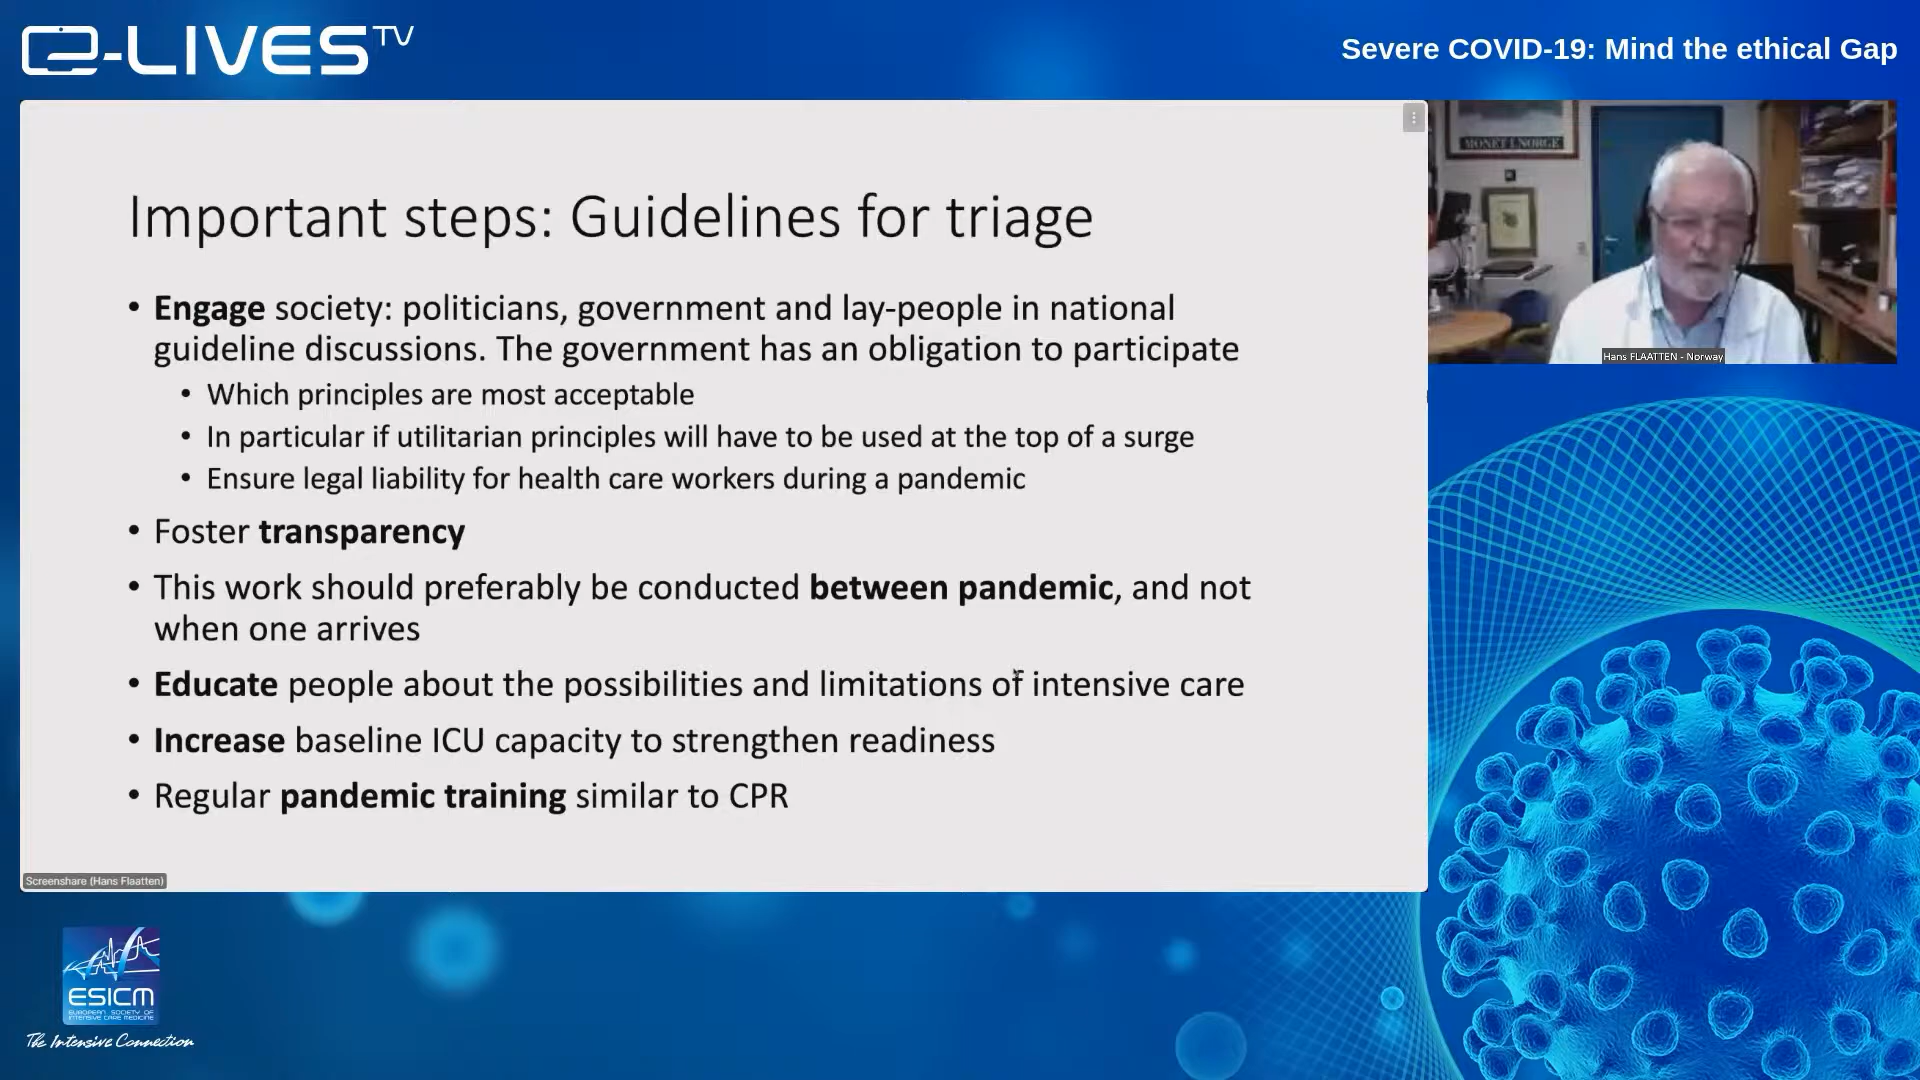 e-LIVES TV
Severe COVID-19: Mind the ethical Gap
MONET I NORGE
Hans FLAATTEN - Norway
Important steps: Guidelines for triage
• Engage society: politicians, government and lay-people in national
guideline discussions. The government has an obligation to participate
• Which principles are most acceptable
• In particular if utilitarian principles will have to be used at the top of a surge
• Ensure legal liability for health care workers during a pandemic
• Foster transparency
• This work should preferably be conducted between pandemic, and not
when one arrives
• Educate people about the possibilities and limitations of intensive care
• Increase baseline ICU capacity to strengthen readiness
• Regular pandemic training similar to CPR
Screenshare (Hans Flaatten)
ESICM
EUROPEAN SOCIETY OF
INTENSIVE CARE MEDICINE
The Intensive Connection